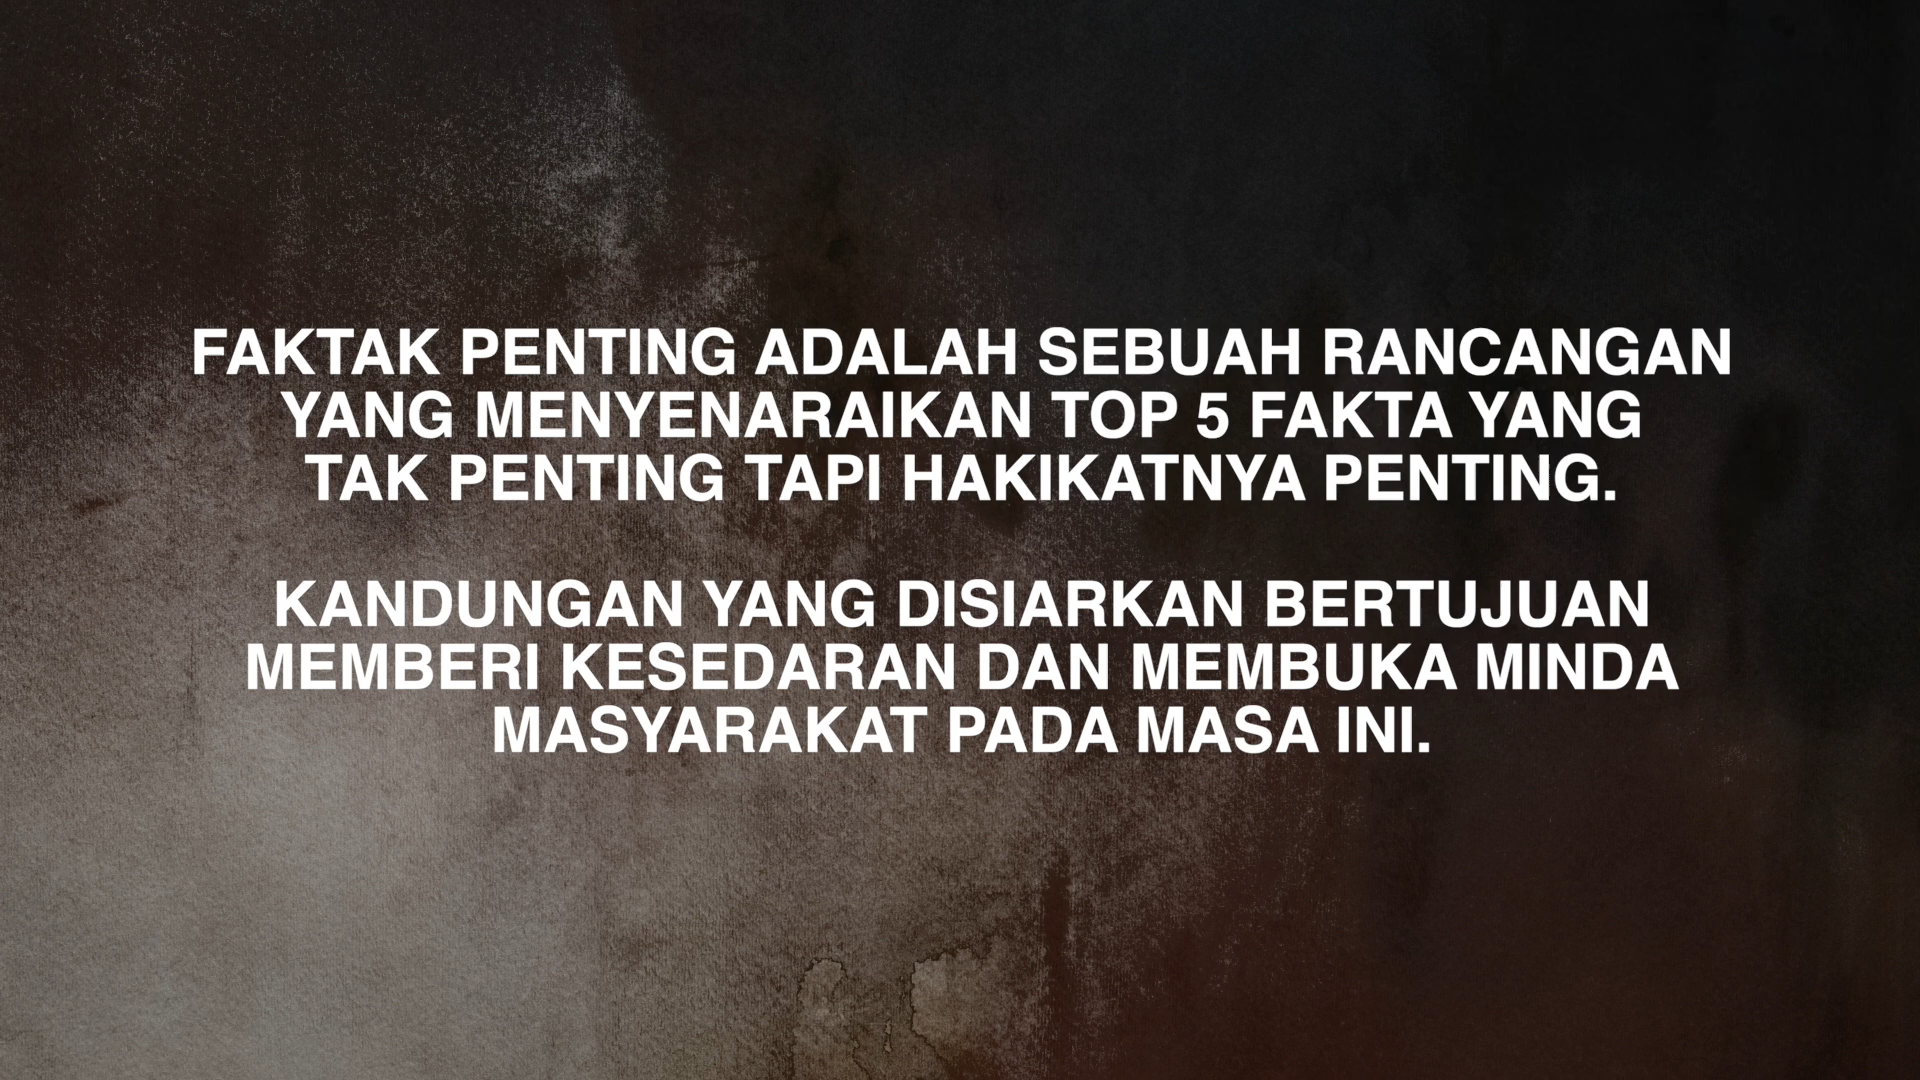 FAKTAK PENTING ADALAH SEBUAH RANCANGAN
YANG MENYENARAIKAN TOP 5 FAKTA YANG
TAK PENTING TAPI HAKIKATNYA PENTING.
KANDUNGAN YANG DISIARKAN BERTUJUAN
MEMBERI KESEDARAN DAN MEMBUKA MINDA
MASYARAKAT PADA MASA INI.